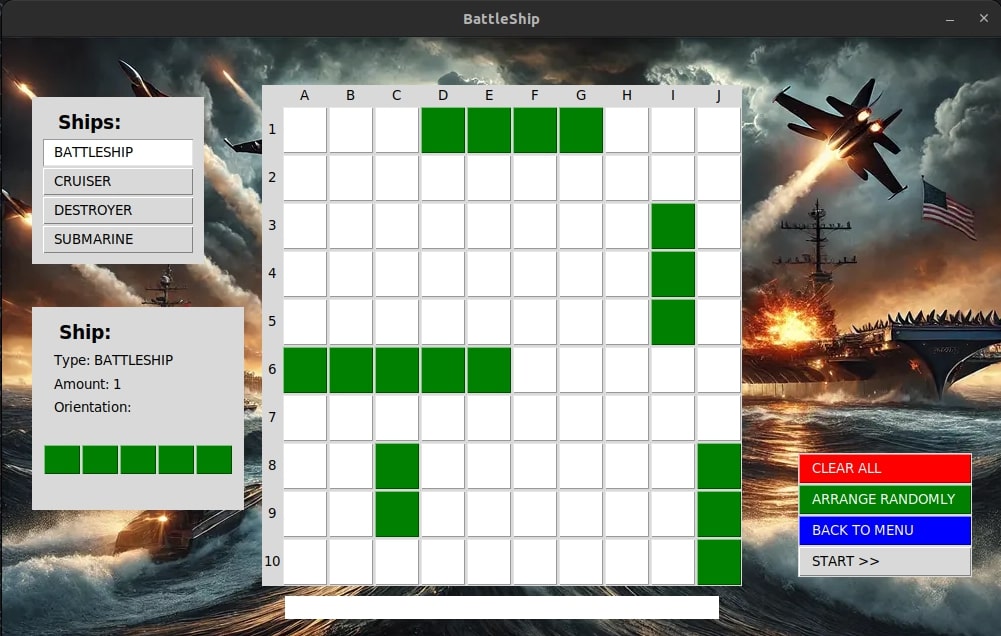 BattleShip
Ships:
BATTLESHIP
CRUISER
DESTROYER
SUBMARINE
Ship:
Type: BATTLESHIP
Amount: 1
Orientation:
A B C D E F G H I J
1
2
3
4
5
6
7
8
9
10
CLEAR ALL
ARRANGE RANDOMLY
BACK TO MENU
START >>